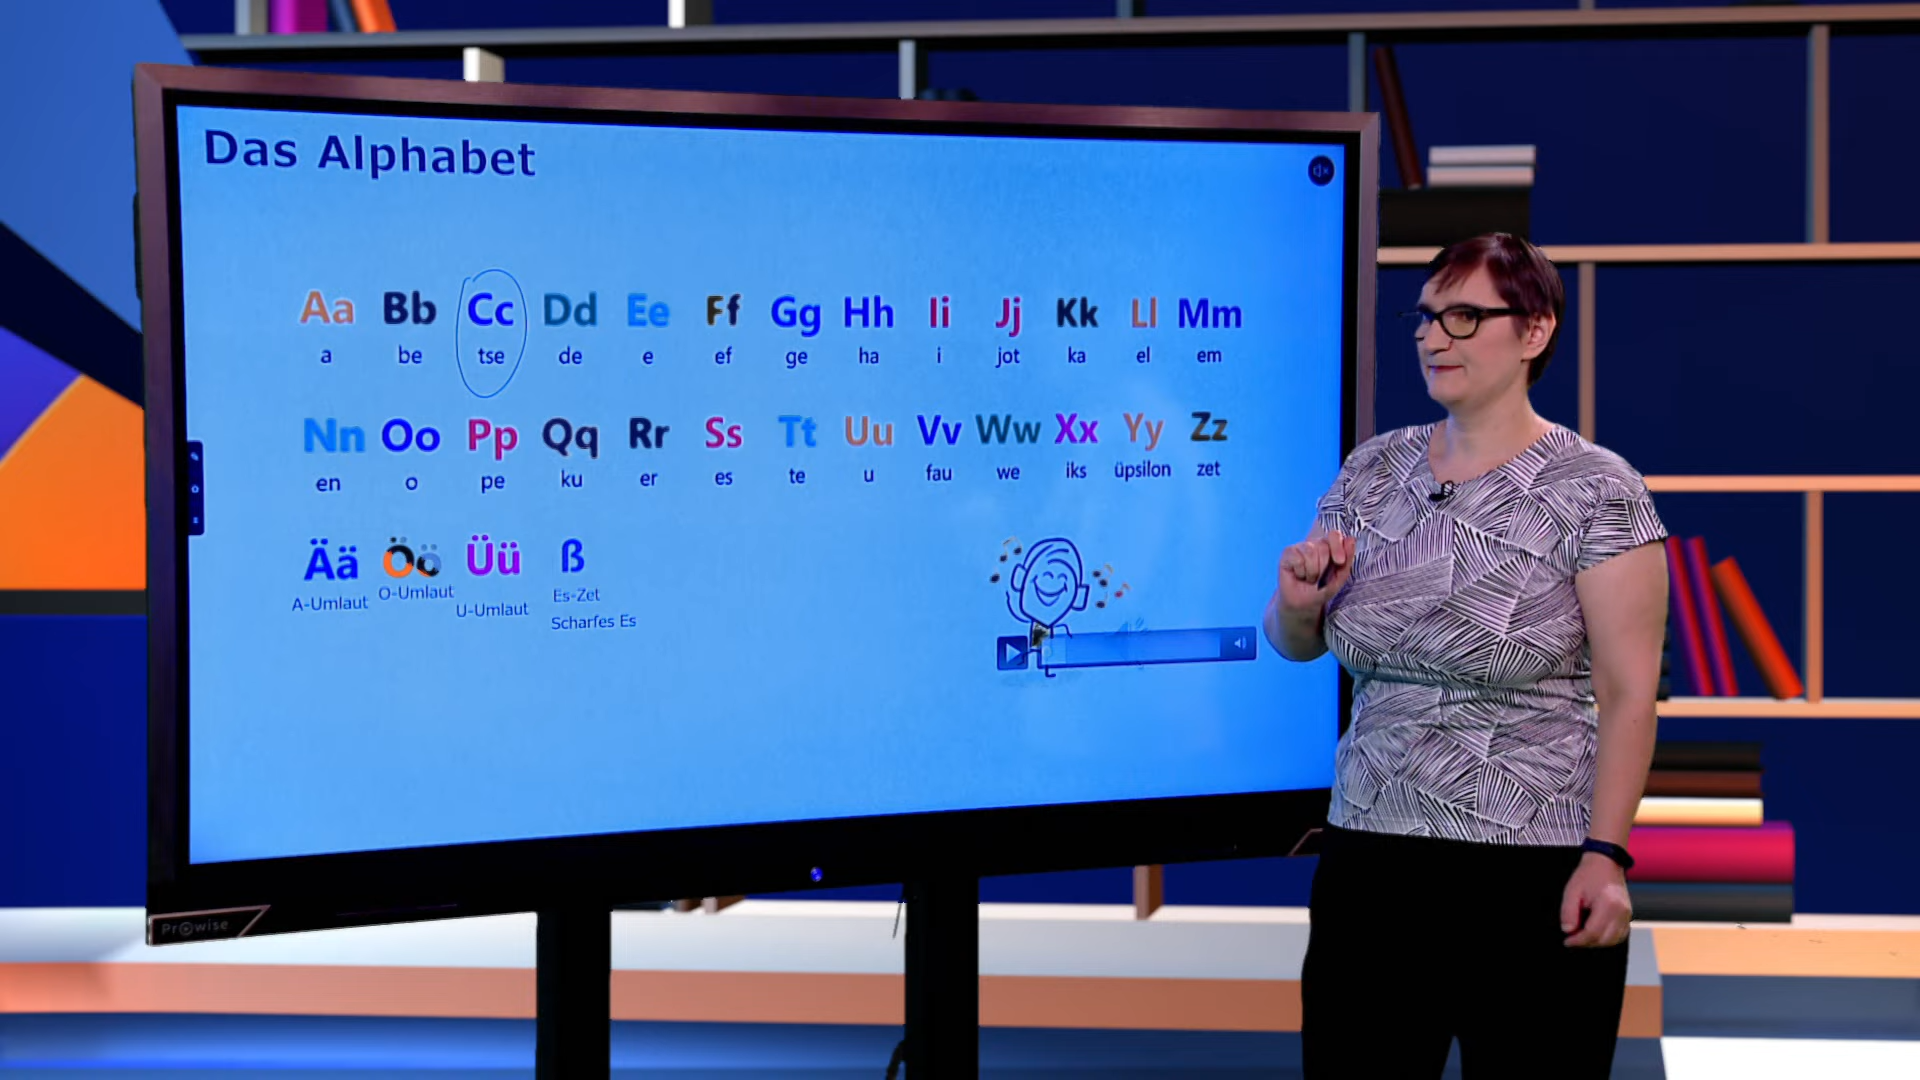 Das Alphabet
Aa Bb Cc Dd Ee Ff Gg Hh Ii Jj Kk Ll Mm
a be tse de e ef ge ha i jot ka el em
Nn Oo Pp Qq Rr Ss Tt Uu Vv Ww Xx Yy Zz
en o pe ku er es te u fau we iks üpsilon zet
Ää Öö Üü ß
A-Umlaut O-Umlaut U-Umlaut Es-Zet
Scharfes Es
Prowise